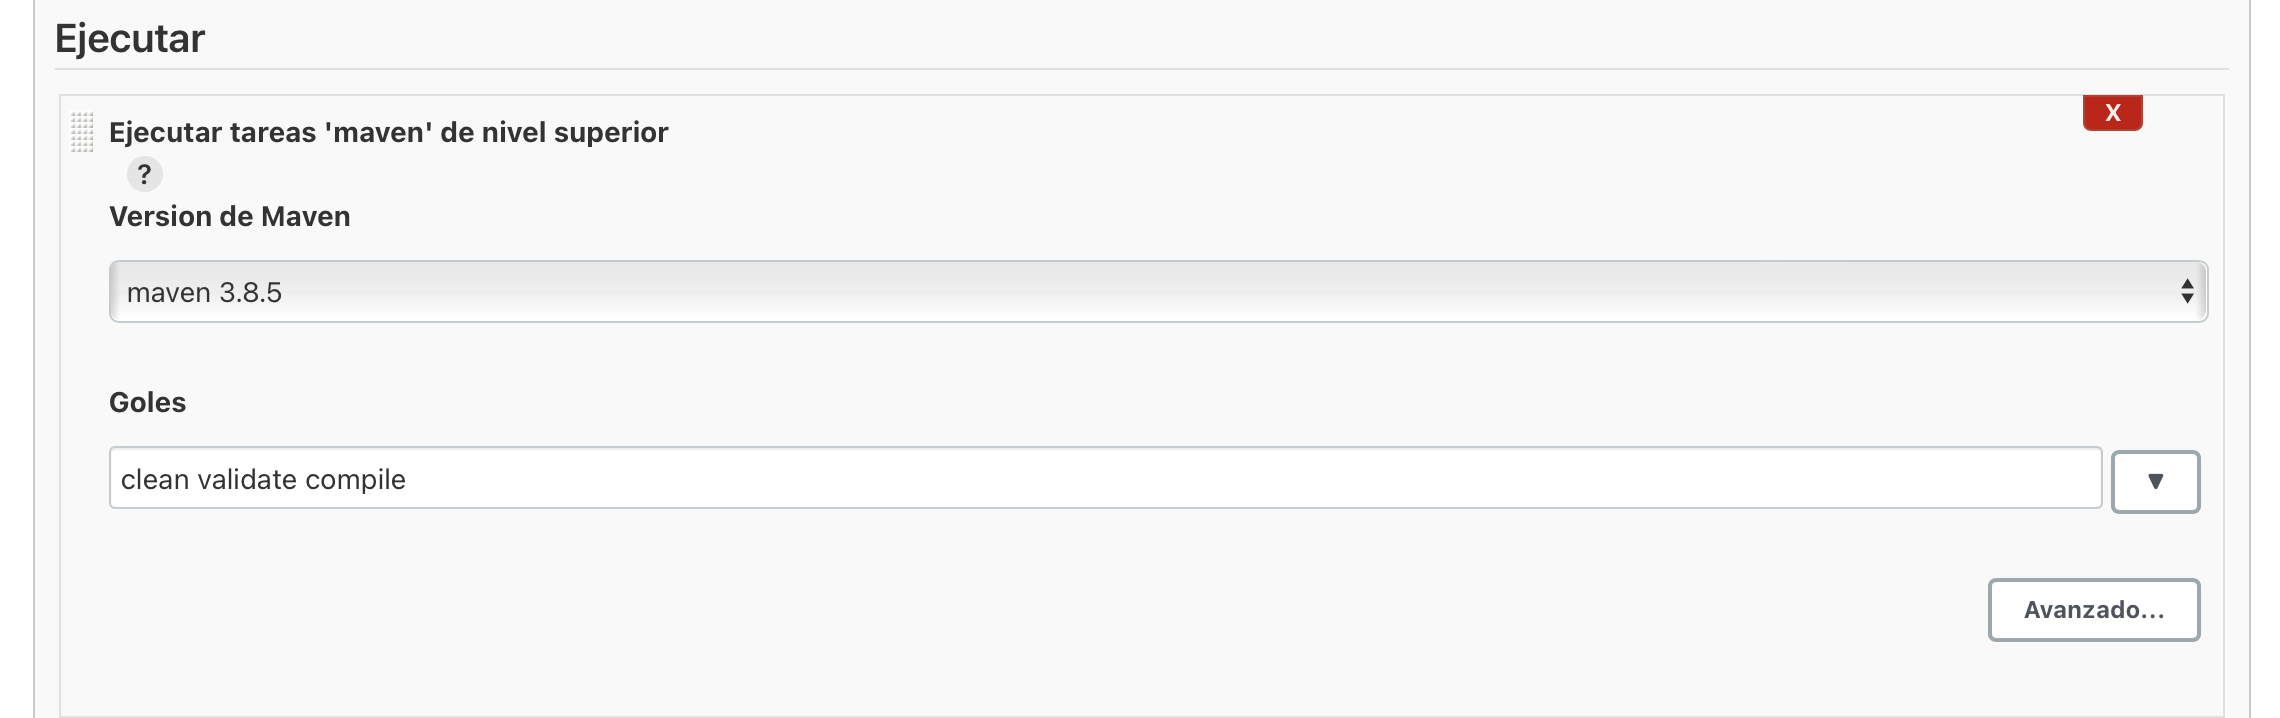 Ejecutar
X
Ejecutar tareas 'maven' de nivel superior
?
Version de Maven
maven 3.8.5
Goles
clean validate compile
Avanzado...